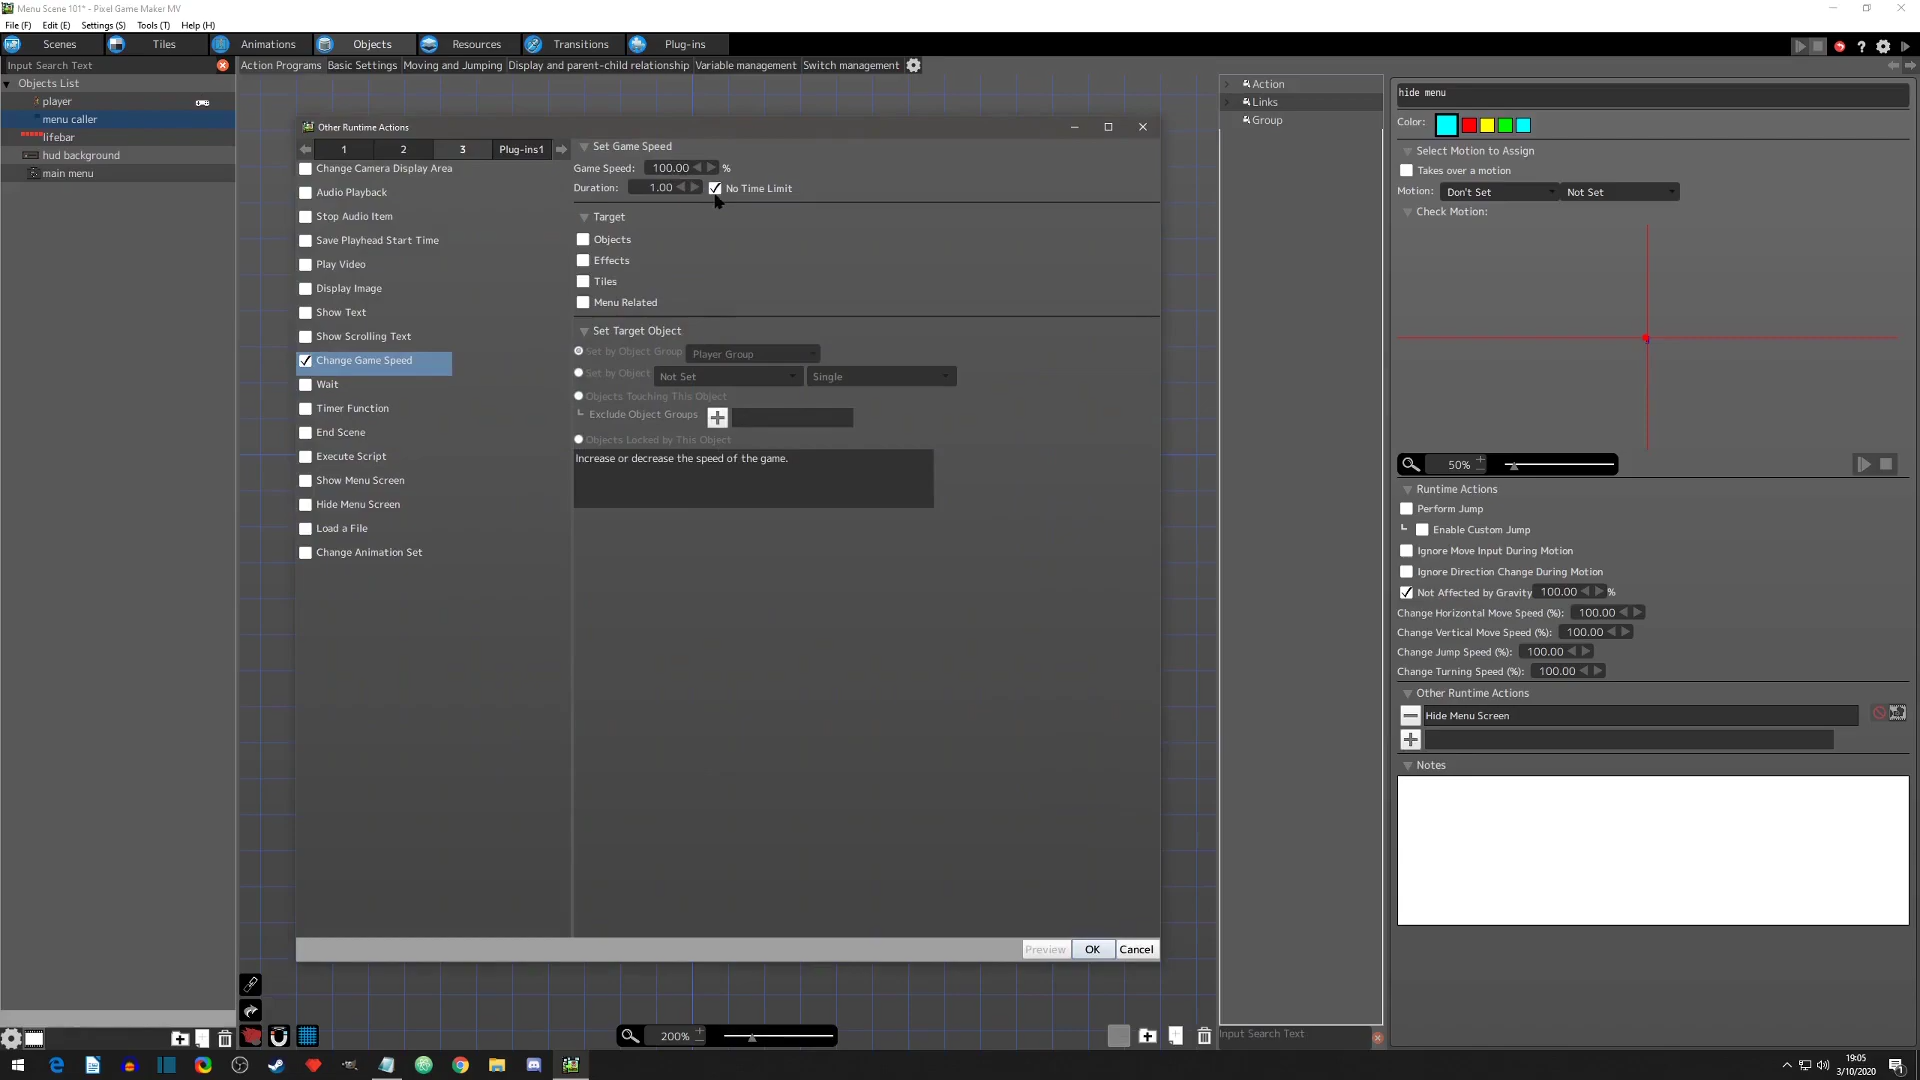 Menu Scene 101* - Pixel Game Maker MV
File (F) Edit (E) Settings (S) Tools (T) Help (H)
Scenes Tiles Animations Objects Resources Transitions Plug-ins
Input Search Text
Action Programs Basic Settings Moving and Jumping Display and parent-child relationship Variable management Switch management
Objects List
player
menu caller
lifebar
hud background
main menu
Other Runtime Actions
1 2 3 Plug-ins1
Change Camera Display Area
Audio Playback
Stop Audio Item
Save Playhead Start Time
Play Video
Display Image
Show Text
Show Scrolling Text
Change Game Speed
Wait
Timer Function
End Scene
Execute Script
Show Menu Screen
Hide Menu Screen
Load a File
Change Animation Set
Set Game Speed
Game Speed: 100.00 %
Duration: 1.00 No Time Limit
Target
Objects
Effects
Tiles
Menu Related
Set Target Object
Set by Object Group Player Group
Set by Object Not Set Single
Objects Touching This Object
Exclude Object Groups
Objects Locked by This Object
Increase or decrease the speed of the game.
Preview OK Cancel
200%
Action
Links
Group
Input Search Text
hide menu
Color:
Select Motion to Assign
Takes over a motion
Motion: Don't Set Not Set
Check Motion:
50%
Runtime Actions
Perform Jump
Enable Custom Jump
Ignore Move Input During Motion
Ignore Direction Change During Motion
Not Affected by Gravity 100.00 %
Change Horizontal Move Speed (%): 100.00
Change Vertical Move Speed (%): 100.00
Change Jump Speed (%): 100.00
Change Turning Speed (%): 100.00
Other Runtime Actions
Hide Menu Screen
Notes
19:05
3/10/2020